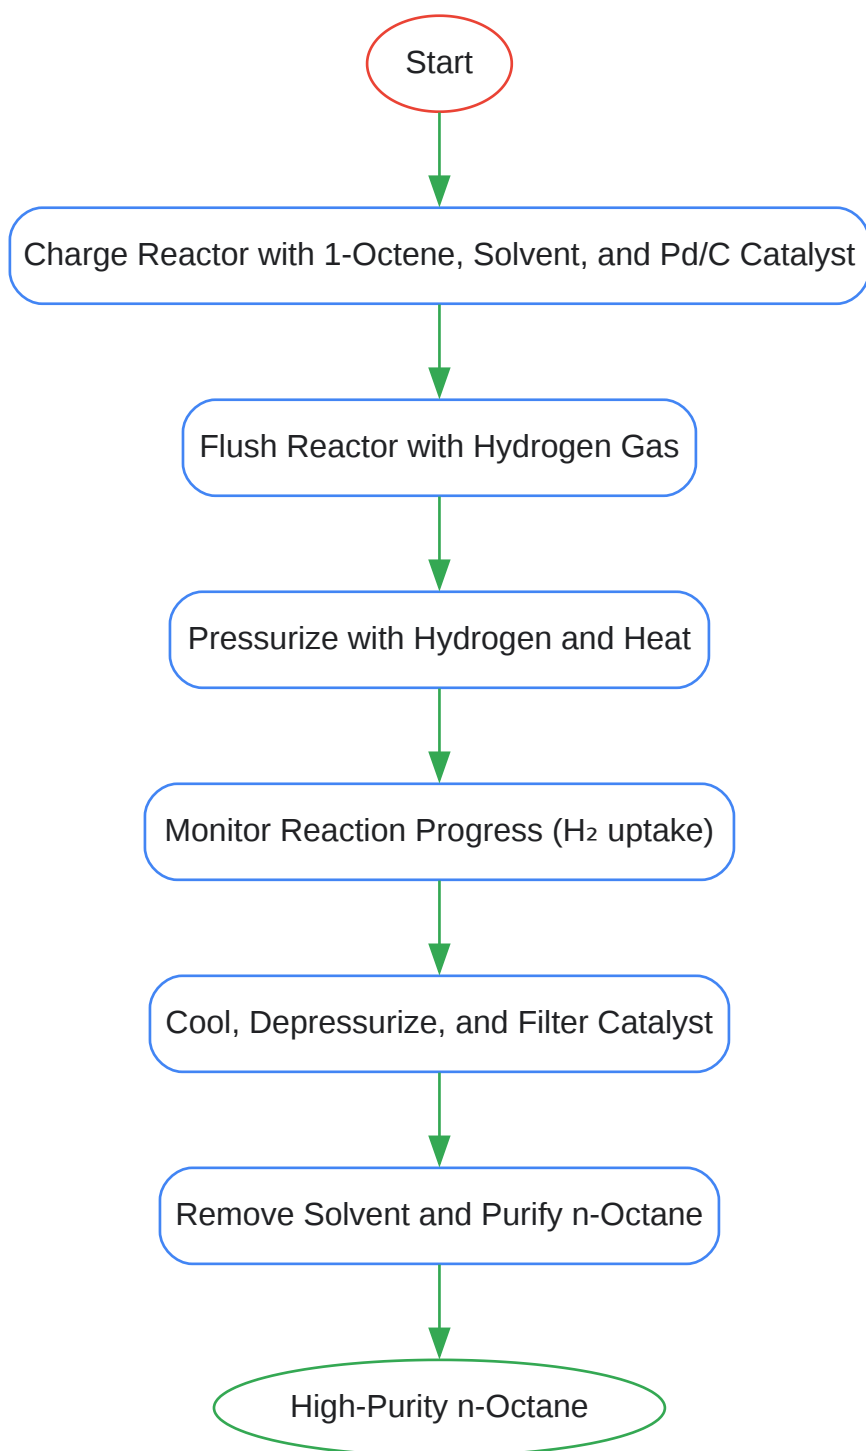 Start
Charge Reactor with 1-Octene, Solvent, and Pd/C Catalyst
Flush Reactor with Hydrogen Gas
Pressurize with Hydrogen and Heat
Monitor Reaction Progress (H₂ uptake)
Cool, Depressurize, and Filter Catalyst
Remove Solvent and Purify n-Octane
High-Purity n-Octane